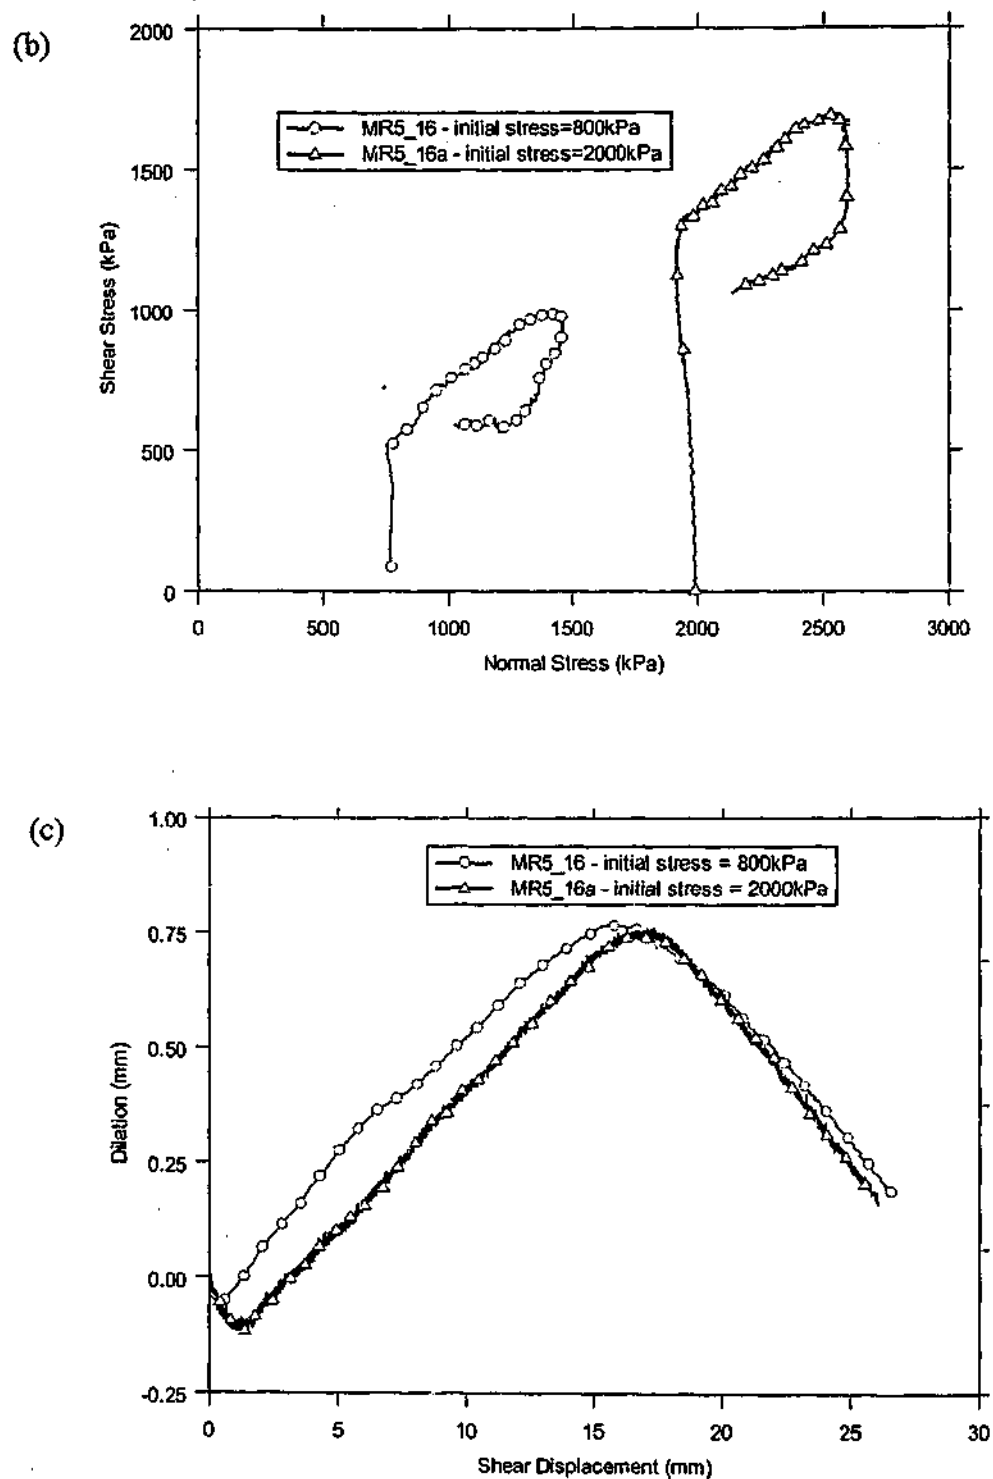 (b)
2000
1500
1000
500
0
Shear Stress (kPa)
MR5_16 - initial stress=800kPa
MR5_16a - initial stress=2000kPa
0 500 1000 1500 2000 2500 3000
Normal Stress (kPa)
(c)
1.00
0.75
0.50
0.25
0.00
-0.25
Dilation (mm)
MR5_16 - initial stress = 800kPa
MR5_16a - initial stress = 2000kPa
0 5 10 15 20 25 30
Shear Displacement (mm)